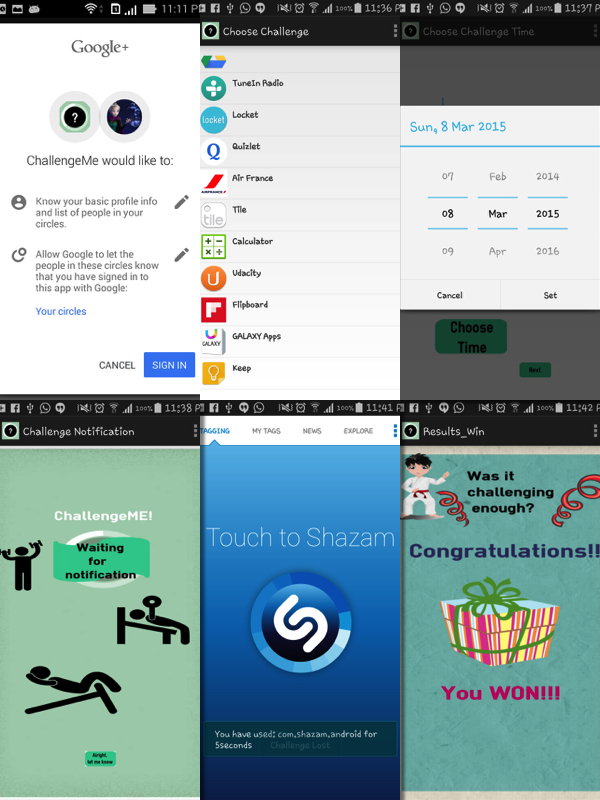 11:11 PM
Google+
?
ChallengeMe would like to:
Know your basic profile info
and list of people in your
circles.
Allow Google to let the
people in these circles know
that you have signed in to
this app with Google:
Your circles
CANCEL
SIGN IN
100% 11:36 P
? Choose Challenge
TuneIn Radio
locket
Locket
Q
Quizlet
AIRFRANCE
Air France
tile
Tile
Calculator
U
Udacity
Flipboard
GALAXY
GALAXY Apps
Keep
100% 11:37 P
? Choose Challenge Time
Sun, 8 Mar 2015
07 Feb 2014
08 Mar 2015
09 Apr 2016
Cancel
Set
Choose
Time
Next
100% 11:38 P
? Challenge Notification
ChallengeME!
Waiting
for
notification
Alright,
let me know
100% 11:41 P
TAGGING MY TAGS NEWS EXPLORE
Touch to Shazam
You have used: com.shazam.android for
5seconds
Challenge Lost
100% 11:42 P
? Results_Win
Was it
challenging
enough?
Congratulations!!
You WON!!!